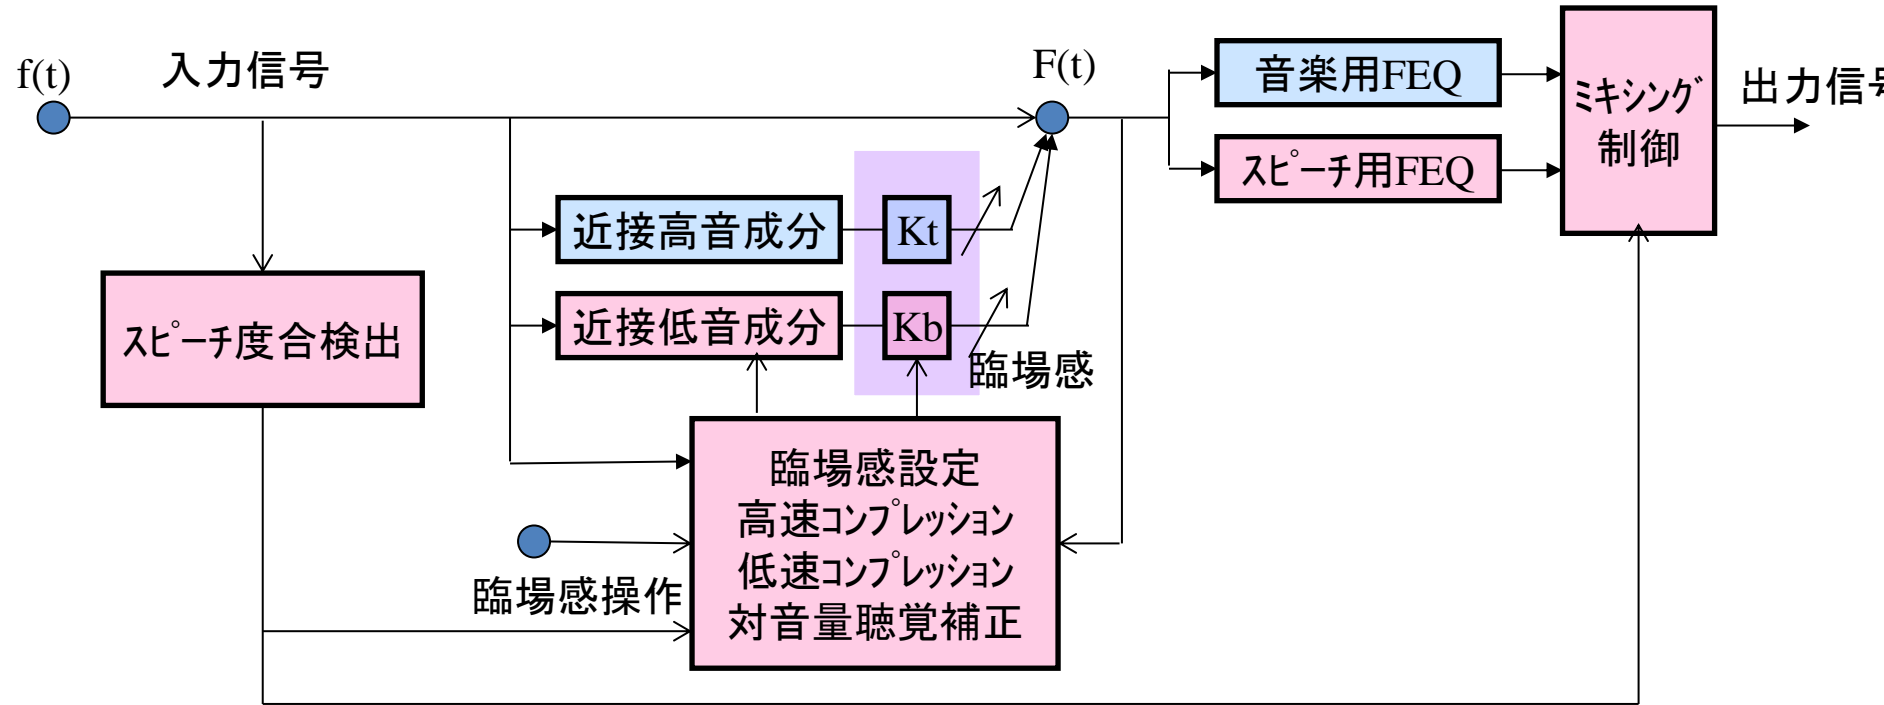 f(t)
入力信号
F(t)
音楽用FEQ
スピーチ用FEQ
ミキシング
制御
出力信号
近接高音成分
Kt
近接低音成分
Kb
臨場感
スピーチ度合検出
臨場感設定
高速コンプレッション
低速コンプレッション
対音量聴覚補正
臨場感操作